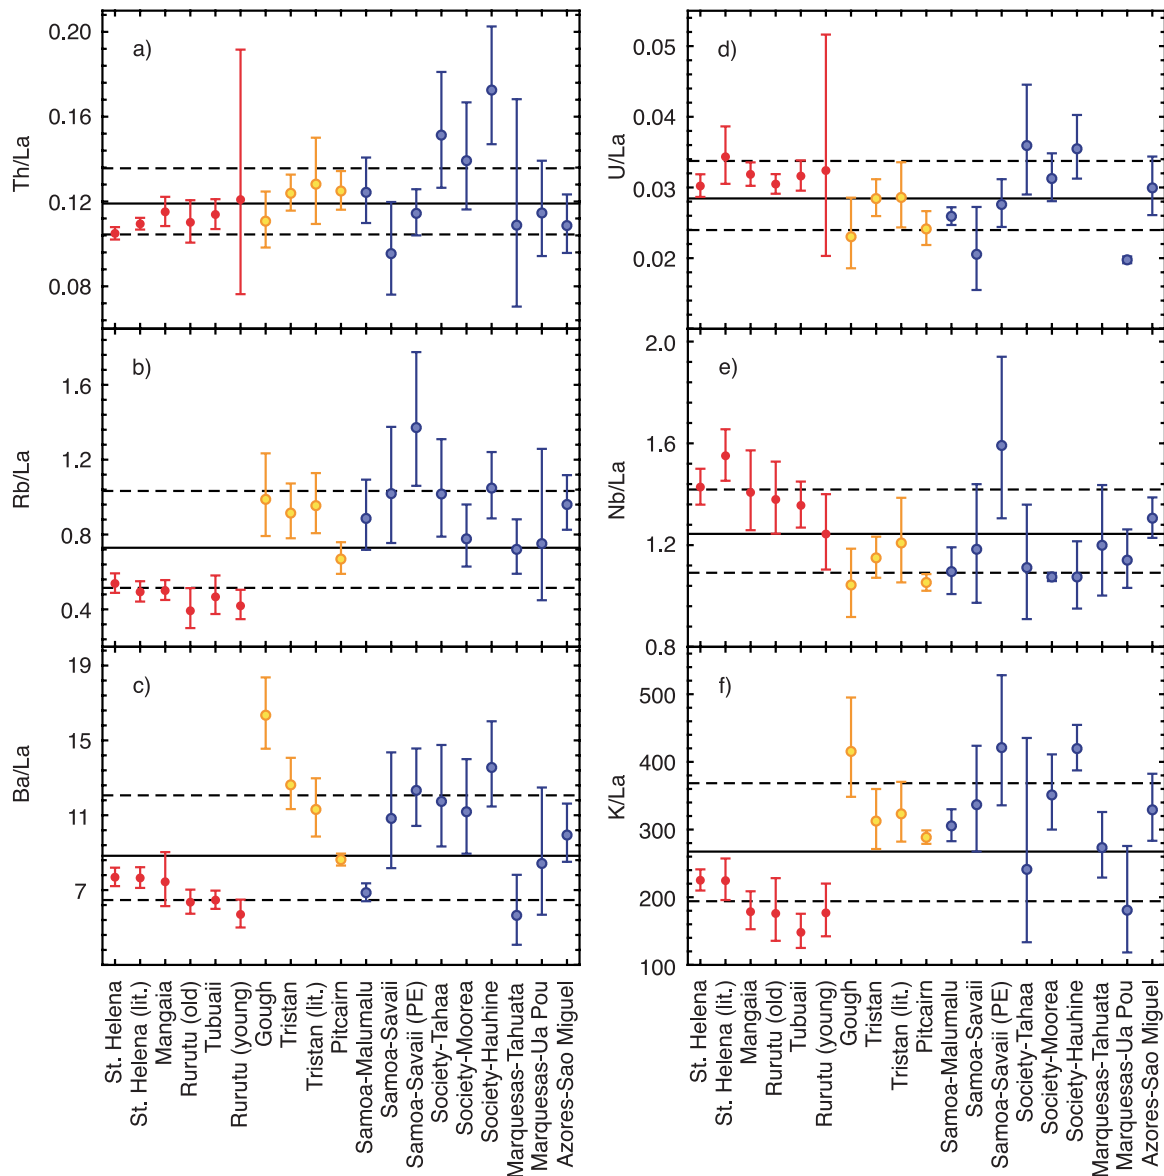 a)
0.20
0.16
0.12
0.08
Th/La
b)
1.6
1.2
0.8
0.4
Rb/La
c)
19
15
11
7
Ba/La
St. Helena
St. Helena (lit.)
Mangaia
Rururtu (old)
Tubuaii
Rururtu (young)
Gough
Tristan
Tristan (lit.)
Pitcairn
Samoa-Malumalu
Samoa-Savaii
Samoa-Savaii (PE)
Society-Tahaa
Society-Moorea
Society-Hauhine
Marquesas-Tahuata
Marquesas-Ua Pou
Azores-Sao Miguel
d)
0.05
0.04
0.03
0.02
U/La
e)
2.0
1.6
1.2
0.8
Nb/La
f)
500
400
300
200
100
K/La
St. Helena
St. Helena (lit.)
Mangaia
Rururtu (old)
Tubuaii
Rururtu (young)
Gough
Tristan
Tristan (lit.)
Pitcairn
Samoa-Malumalu
Samoa-Savaii
Samoa-Savaii (PE)
Society-Tahaa
Society-Moorea
Society-Hauhine
Marquesas-Tahuata
Marquesas-Ua Pou
Azores-Sao Miguel